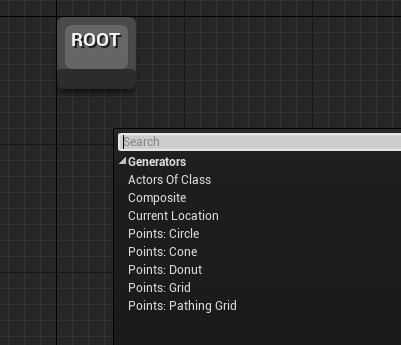 ROOT
Search
Generators
Actors Of Class
Composite
Current Location
Points: Circle
Points: Cone
Points: Donut
Points: Grid
Points: Pathing Grid